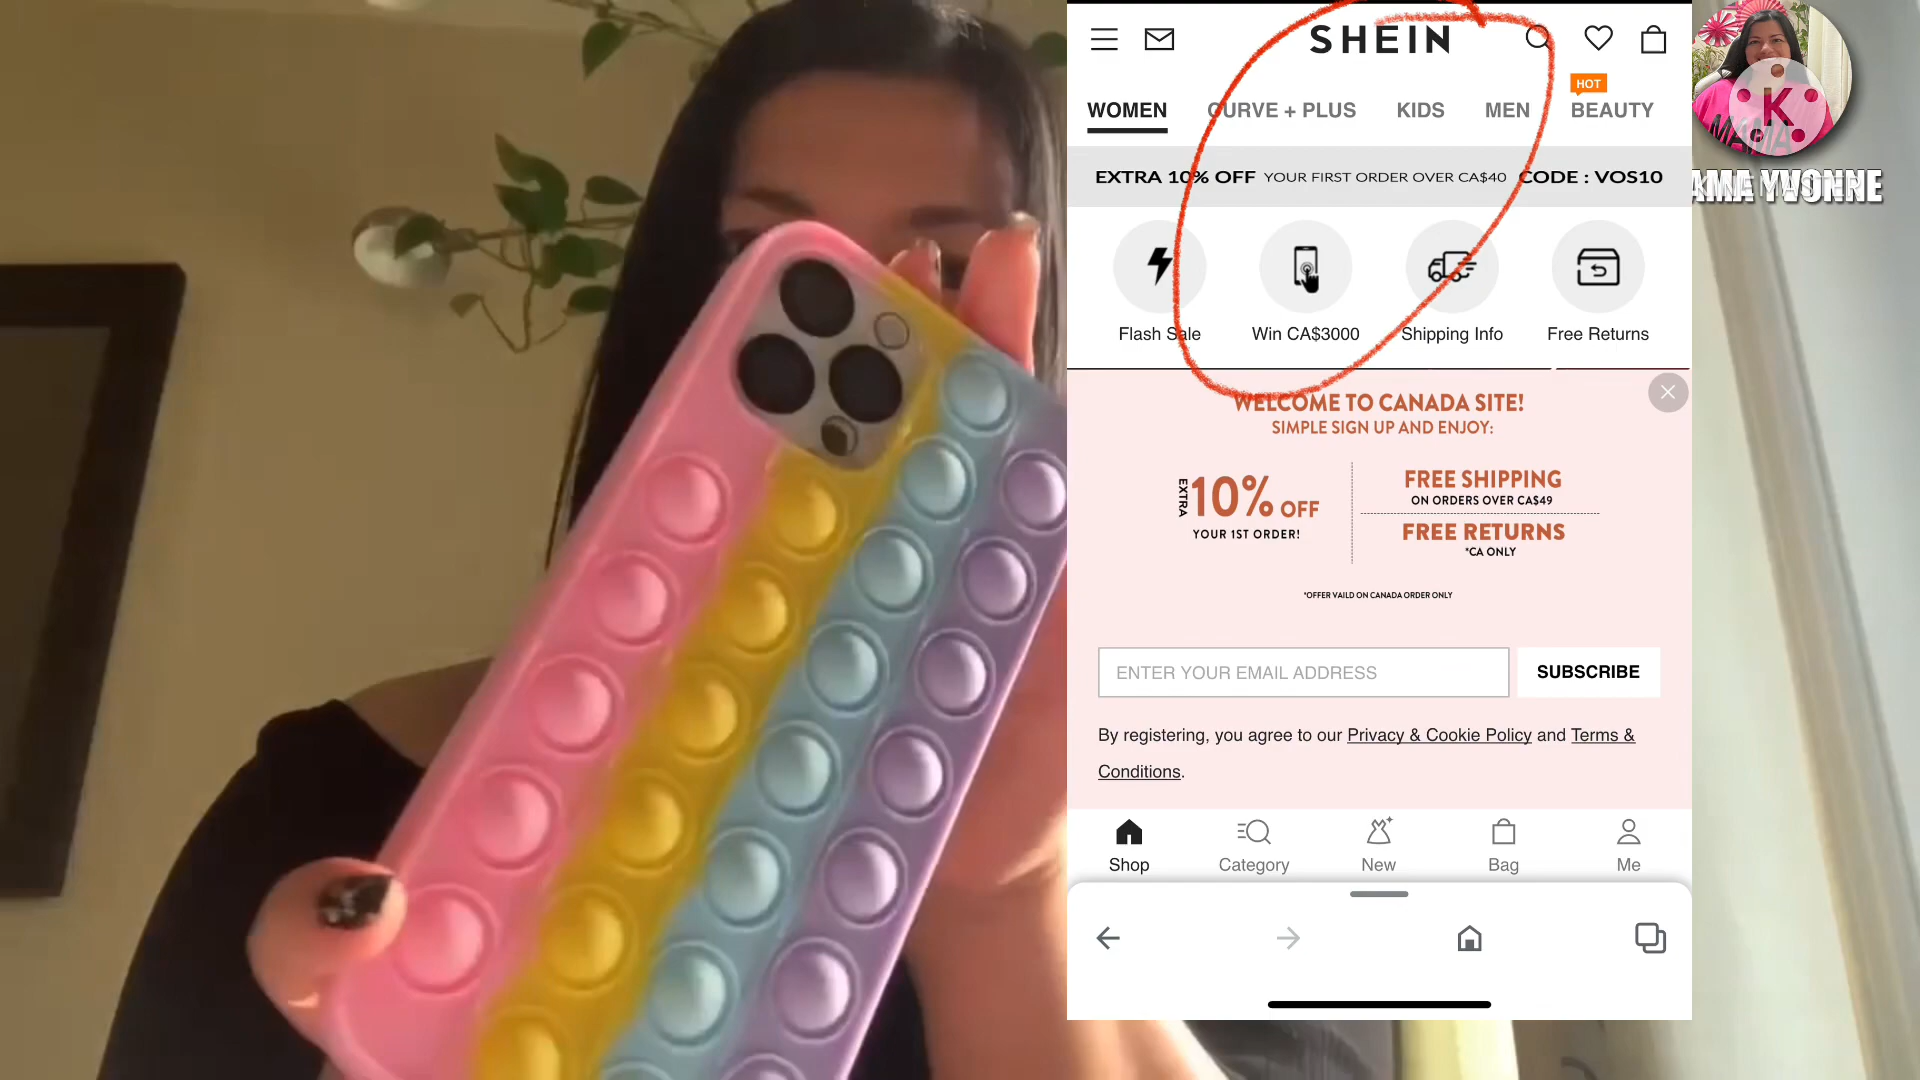 SHEIN
HOT
WOMEN CURVE + PLUS KIDS MEN BEAUTY
EXTRA 10% OFF YOUR FIRST ORDER OVER CA$40 CODE : VOS10
Flash Sale Win CA$3000 Shipping Info Free Returns
WELCOME TO CANADA SITE!
SIMPLE SIGN UP AND ENJOY:
EXTRA 10% OFF
YOUR 1ST ORDER!
FREE SHIPPING
ON ORDERS OVER CA$49
FREE RETURNS
*CA ONLY
*OFFER VAILD ON CANADA ORDER ONLY
ENTER YOUR EMAIL ADDRESS SUBSCRIBE
By registering, you agree to our Privacy & Cookie Policy and Terms &
Conditions.
Shop Category New Bag Me
K
MAMA
AMA YVONNE